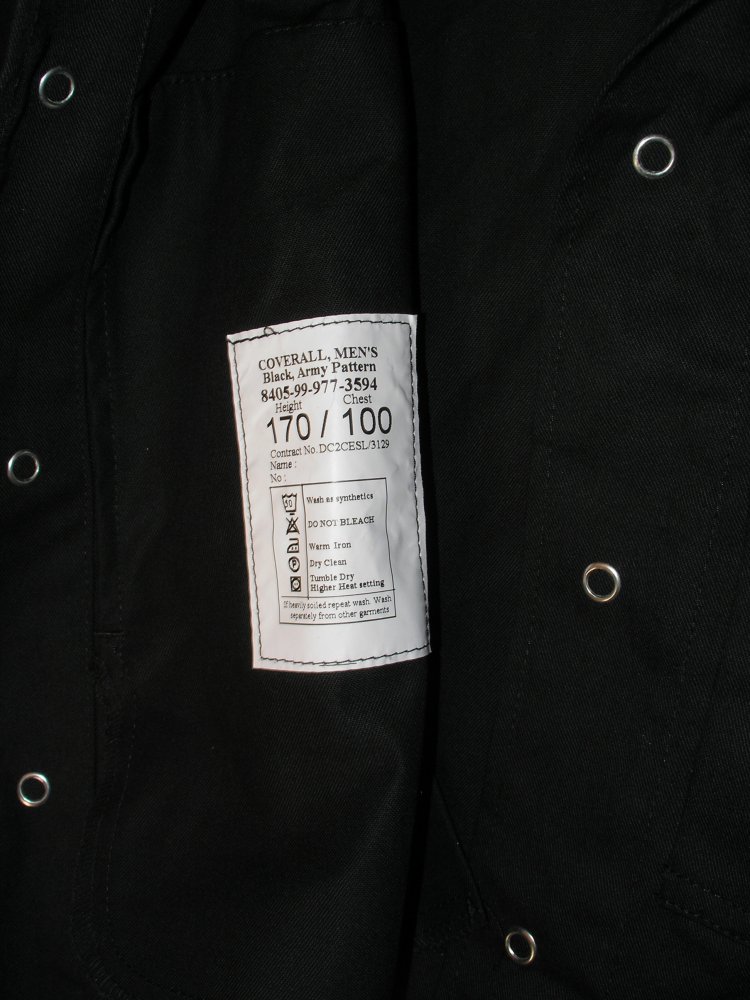 COVERALL, MEN'S
Black, Army Pattern
8405-99-977-3594
Height Chest
170 / 100
Contract No. DC2CESL/3129
Name :
No :
50 Wash as synthetics
DO NOT BLEACH
Warm Iron
P Dry Clean
Tumble Dry
Higher Heat setting
If heavily soiled repeat wash. Wash
separately from other garments